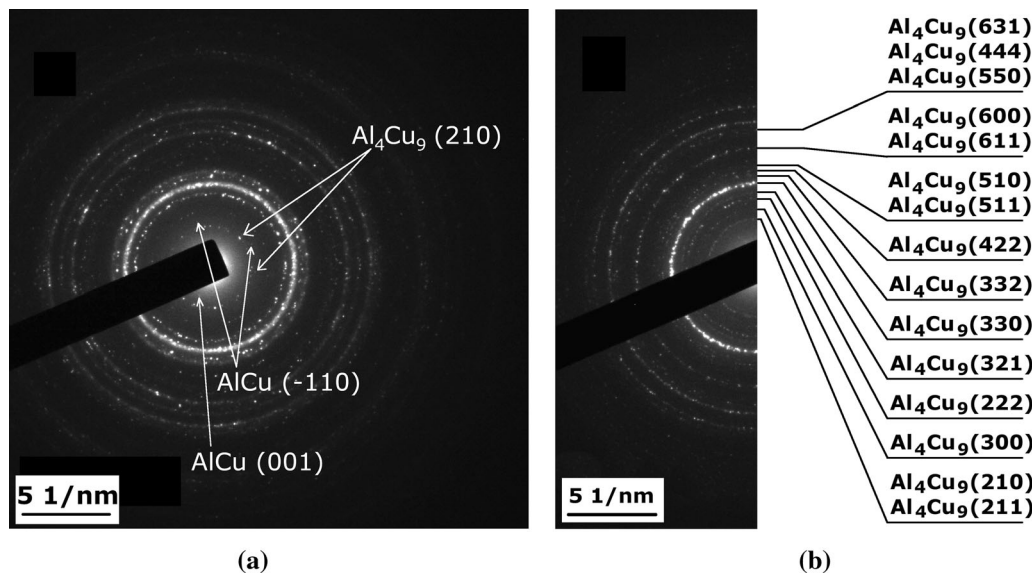 Al4Cu9 (210)
AlCu (-110)
AlCu (001)
5 1/nm
(a)
Al4Cu9(631)
Al4Cu9(444)
Al4Cu9(550)
Al4Cu9(600)
Al4Cu9(611)
Al4Cu9(510)
Al4Cu9(511)
Al4Cu9(422)
Al4Cu9(332)
Al4Cu9(330)
Al4Cu9(321)
Al4Cu9(222)
Al4Cu9(300)
Al4Cu9(210)
Al4Cu9(211)
5 1/nm
(b)